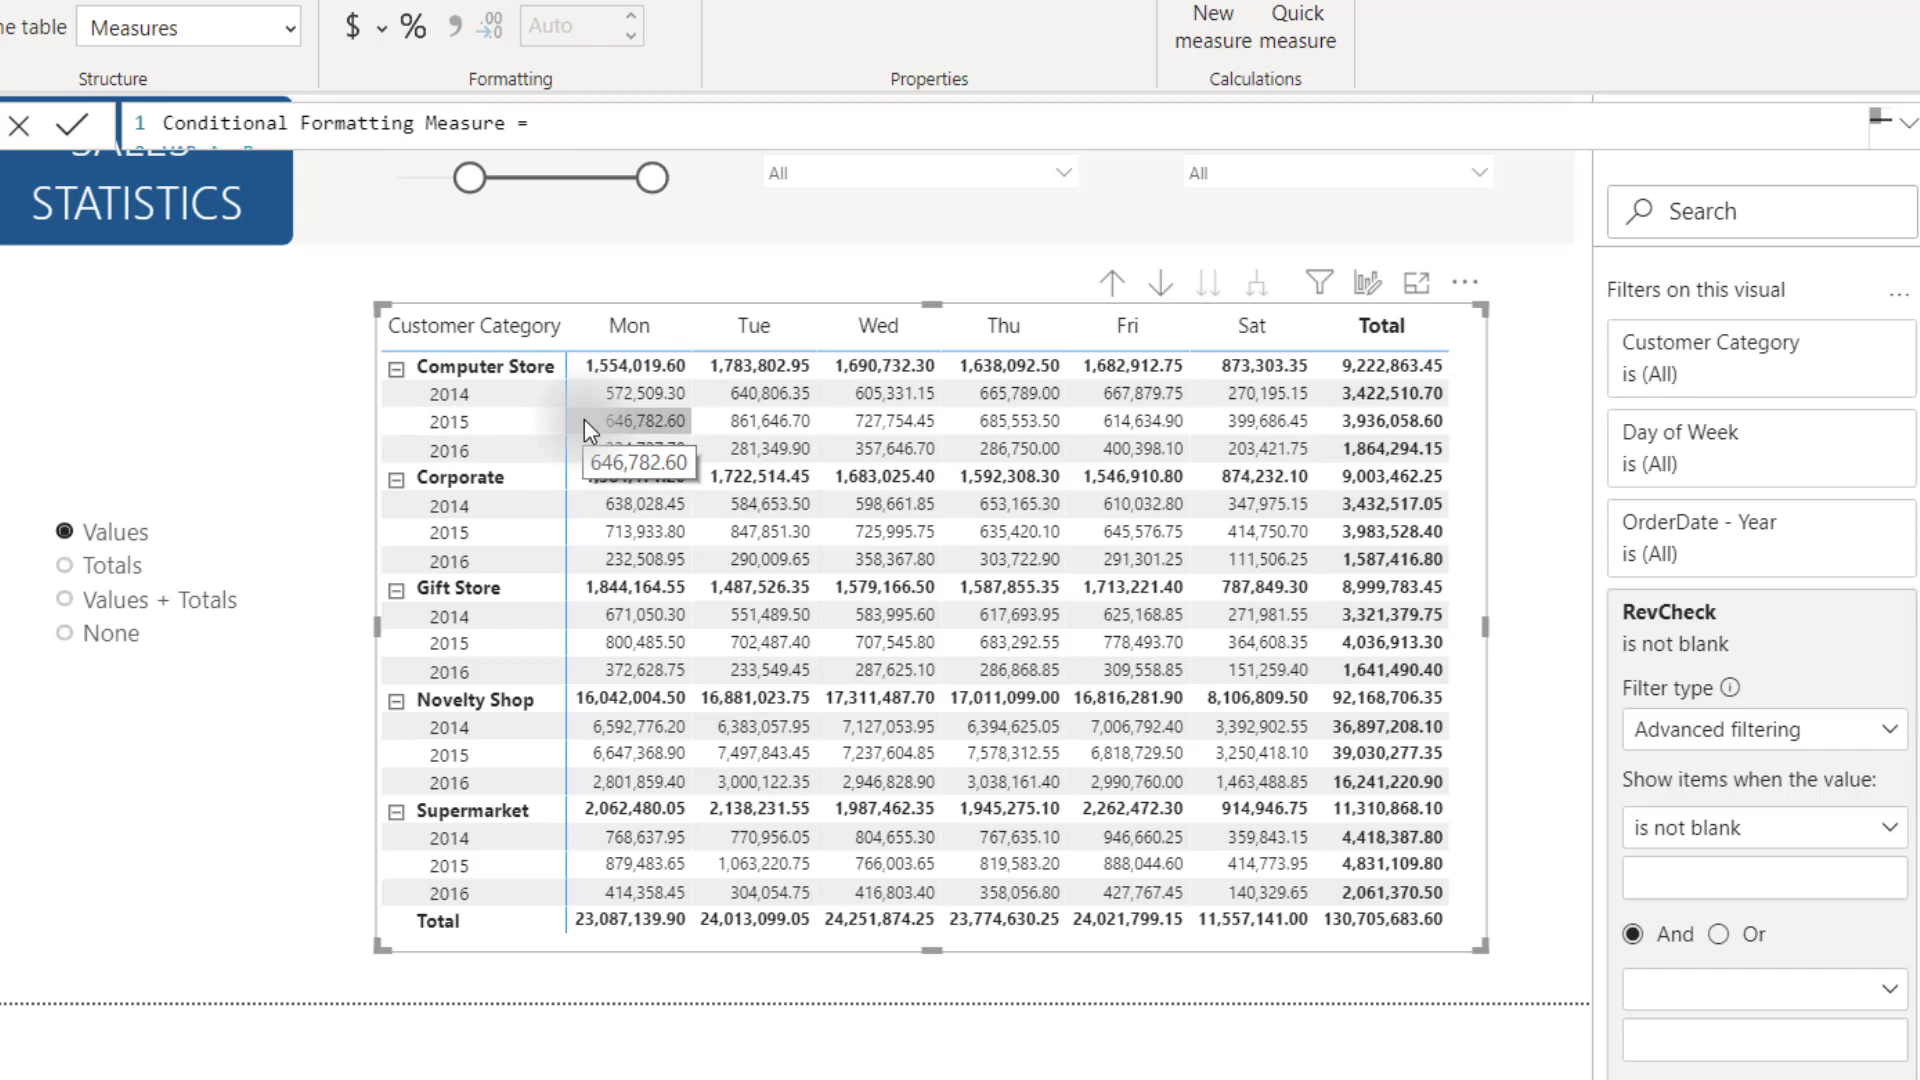 ne table Measures
$ % 9 .00 Auto
New measure
Quick measure
Structure
Formatting
Properties
Calculations
1 Conditional Formatting Measure =
SALES
STATISTICS
All
All
Search
Filters on this visual
Customer Category
is (All)
Day of Week
is (All)
OrderDate - Year
is (All)
RevCheck
is not blank
Filter type
Advanced filtering
Show items when the value:
is not blank
And Or
Values
Totals
Values + Totals
None
Customer Category Mon Tue Wed Thu Fri Sat Total
Computer Store 1,554,019.60 1,783,802.95 1,690,732.30 1,638,092.50 1,682,912.75 873,303.35 9,222,863.45
2014 572,509.30 640,806.35 605,331.15 665,789.00 667,879.75 270,195.15 3,422,510.70
2015 646,782.60 861,646.70 727,754.45 685,553.50 614,634.90 399,686.45 3,936,058.60
2016 281,349.90 357,646.70 286,750.00 400,398.10 203,421.75 1,864,294.15
646,782.60
Corporate 1,722,514.45 1,683,025.40 1,592,308.30 1,546,910.80 874,232.10 9,003,462.25
2014 638,028.45 584,653.50 598,661.85 653,165.30 610,032.80 347,975.15 3,432,517.05
2015 713,933.80 847,851.30 725,995.75 635,420.10 645,576.75 414,750.70 3,983,528.40
2016 232,508.95 290,009.65 358,367.80 303,722.90 291,301.25 111,506.25 1,587,416.80
Gift Store 1,844,164.55 1,487,526.35 1,579,166.50 1,587,855.35 1,713,221.40 787,849.30 8,999,783.45
2014 671,050.30 551,489.50 583,995.60 617,693.95 625,168.85 271,981.55 3,321,379.75
2015 800,485.50 702,487.40 707,545.80 683,292.55 778,493.70 364,608.35 4,036,913.30
2016 372,628.75 233,549.45 287,625.10 286,868.85 309,558.85 151,259.40 1,641,490.40
Novelty Shop 16,042,004.50 16,881,023.75 17,311,487.70 17,011,099.00 16,816,281.90 8,106,809.50 92,168,706.35
2014 6,592,776.20 6,383,057.95 7,127,053.95 6,394,625.05 7,006,792.40 3,392,902.55 36,897,208.10
2015 6,647,368.90 7,497,843.45 7,237,604.85 7,578,312.55 6,818,729.50 3,250,418.10 39,030,277.35
2016 2,801,859.40 3,000,122.35 2,946,828.90 3,038,161.40 2,990,760.00 1,463,488.85 16,241,220.90
Supermarket 2,062,480.05 2,138,231.55 1,987,462.35 1,945,275.10 2,262,472.30 914,946.75 11,310,868.10
2014 768,637.95 770,956.05 804,655.30 767,635.10 946,660.25 359,843.15 4,418,387.80
2015 879,483.65 1,063,220.75 766,003.65 819,583.20 888,044.60 414,773.95 4,831,109.80
2016 414,358.45 304,054.75 416,803.40 358,056.80 427,767.45 140,329.65 2,061,370.50
Total 23,087,139.90 24,013,099.05 24,251,874.25 23,774,630.25 24,021,799.15 11,557,141.00 130,705,683.60